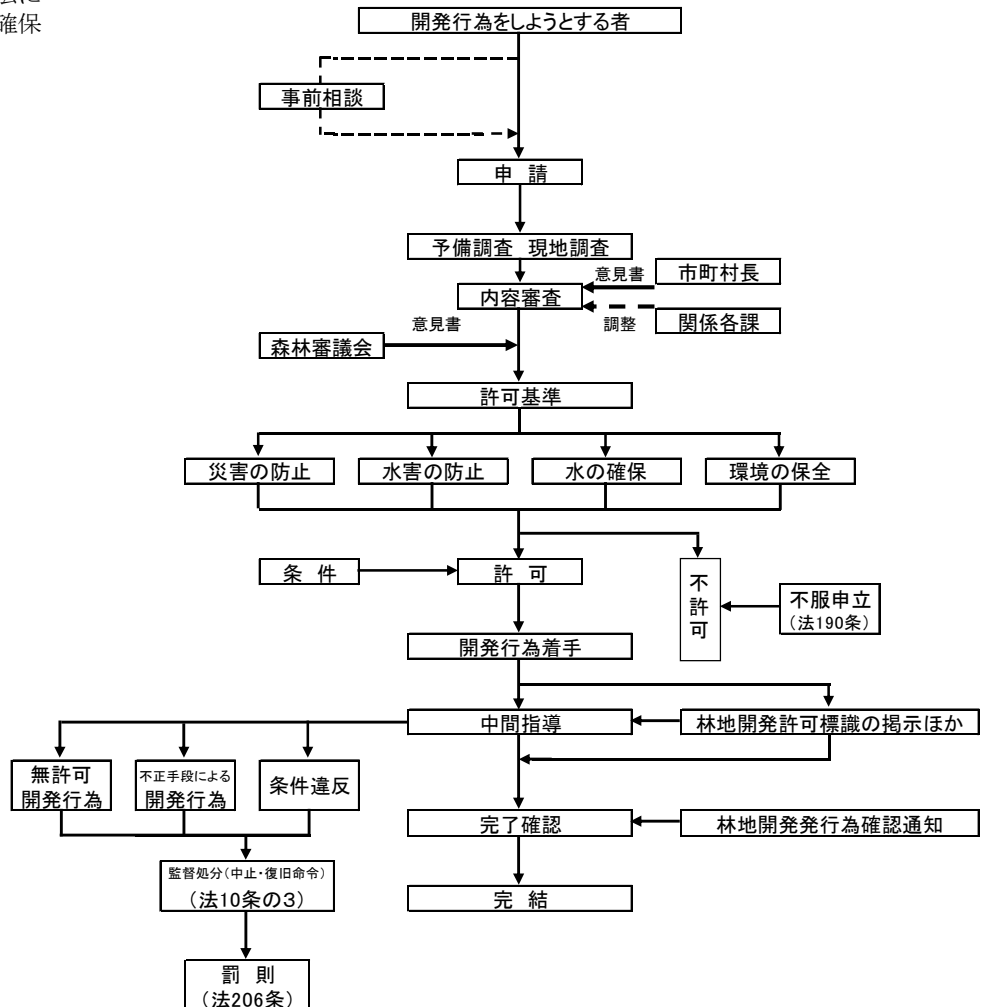 確保
開発行為をしようとする者
事前相談
申　請
予備調査 現地調査
意見書
市町村長
内容審査
調整
関係各課
意見書
森林審議会
許可基準
災害の防止
水害の防止
水の確保
環境の保全
条　件
許　可
不許可
不服申立
（法190条）
開発行為着手
中間指導
林地開発許可標識の掲示ほか
無許可
開発行為
不正手段による
開発行為
条件違反
完了確認
林地開発発行為確認通知
監督処分（中止・復旧命令）
（法10条の３）
完　結
罰　則
（法206条）